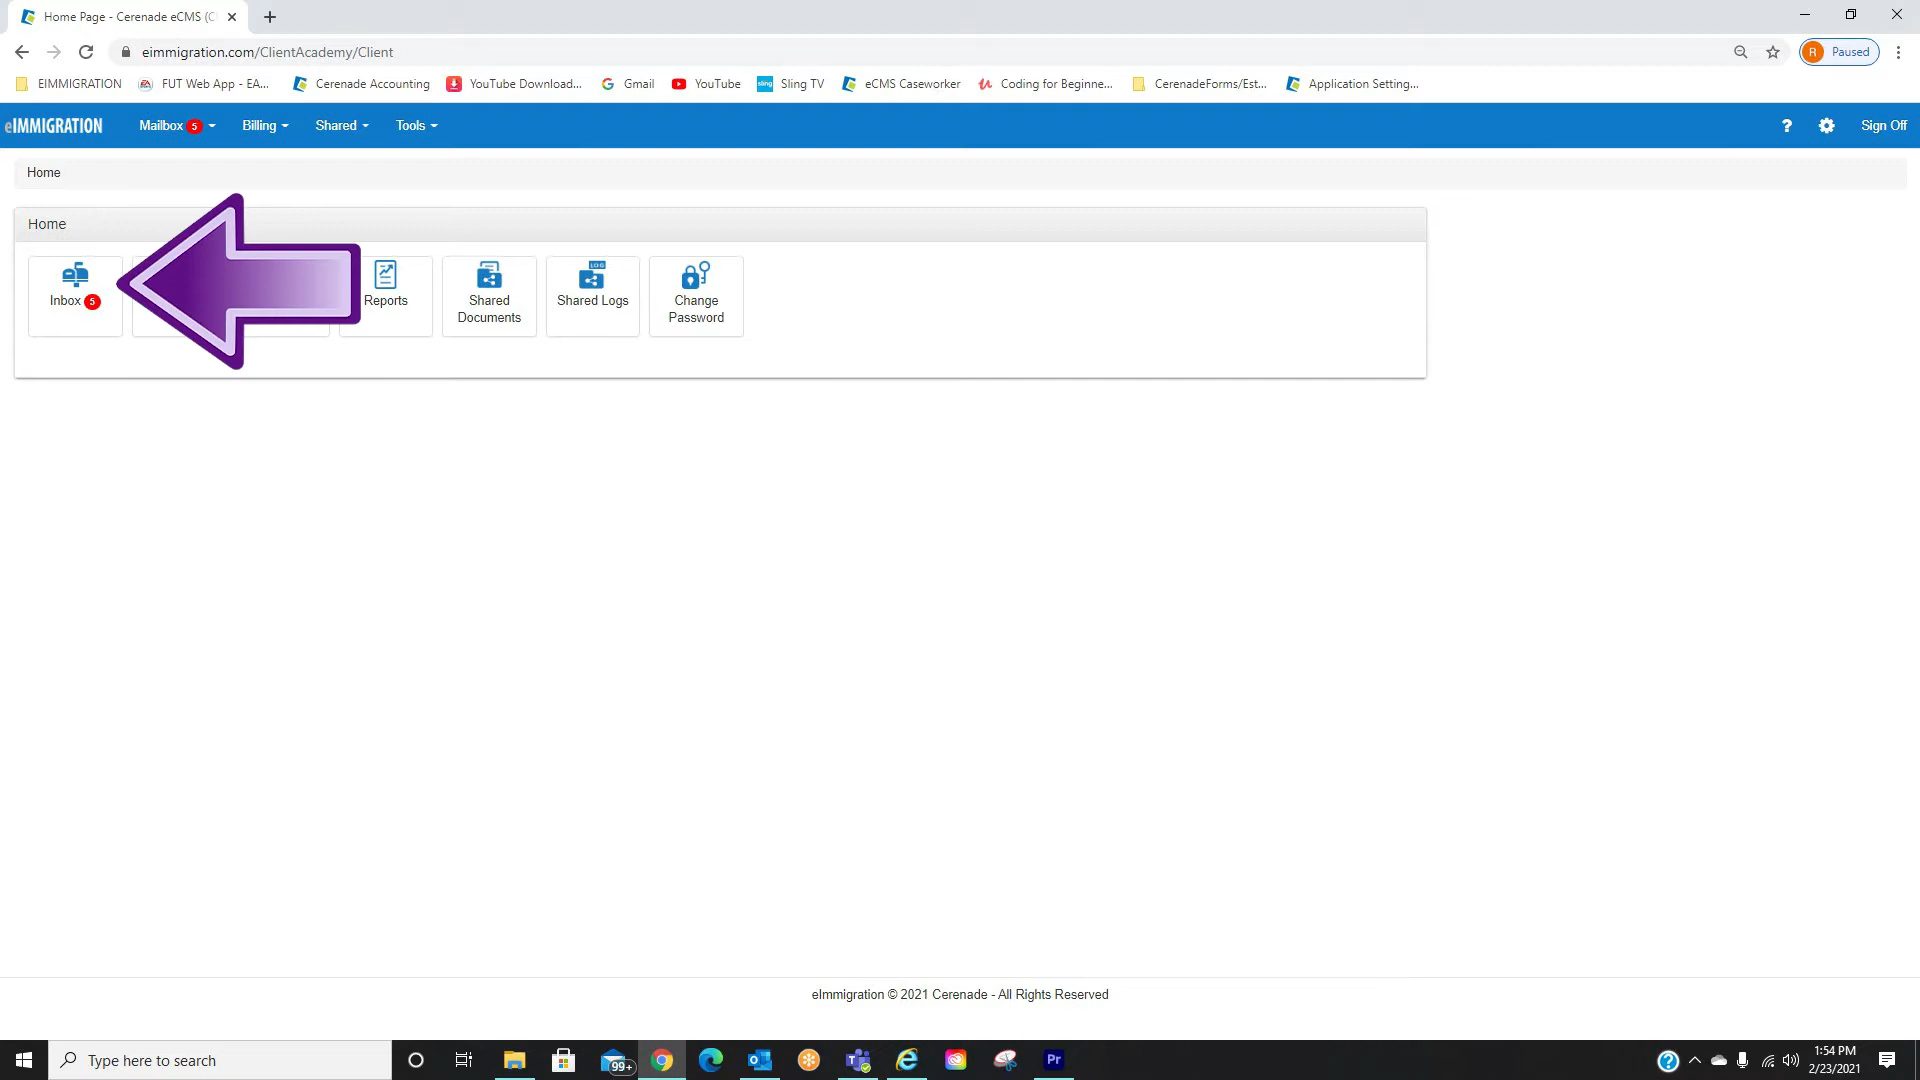 Home Page - Cerenade eCMS (C
eimmigration.com/ClientAcademy/Client
R Paused
EIMMIGRATION
FUT Web App - EA...
Cerenade Accounting
YouTube Download...
Gmail
YouTube
Sling TV
eCMS Caseworker
Coding for Beginne...
CerenadeForms/Est...
Application Setting...
eIMMIGRATION
Mailbox 5
Billing
Shared
Tools
?
Sign Off
Home
Home
Inbox 5
Reports
Shared
Documents
LOG
Shared Logs
Change
Password
eImmigration © 2021 Cerenade - All Rights Reserved
Type here to search
99+
Pr
1:54 PM
2/23/2021